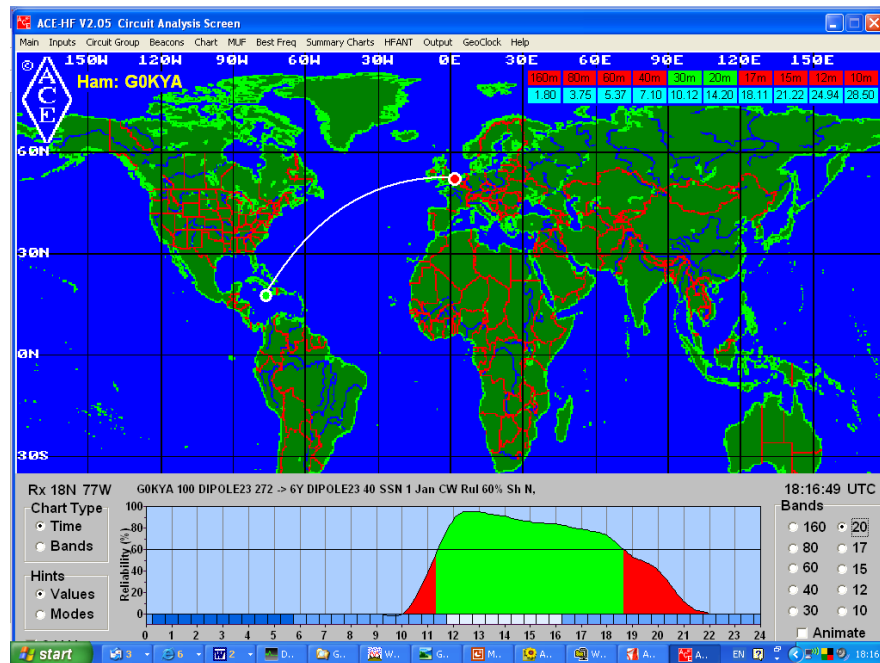 ACE-HF V2.05 Circuit Analysis Screen
Main Inputs Circuit Group Beacons Chart MUF Best Freq Summary Charts HFANT Output GeoClock Help
© 150W 120W 90W 60W 30W 0E 30E 60E 90E 120E 150E
ACE
Ham: G0KYA
160m 80m 60m 40m 30m 20m 17m 15m 12m 10m
1.80 3.75 5.37 7.10 10.12 14.20 18.11 21.22 24.94 28.50
60N
30N
0N
30S
Rx 18N 77W G0KYA 100 DIPOLE23 272 -> 6Y DIPOLE23 40 SSN 1 Jan CW Rul 60% Sh N, 18:16:49 UTC
Chart Type
Time
Bands
Hints
Values
Modes
Reliability (%)
100
80
60
40
20
0
0 1 2 3 4 5 6 7 8 9 10 11 12 13 14 15 16 17 18 19 20 21 22 23 24
Bands
160 20
80 17
60 15
40 12
30 10
Animate
start 3 6 2 D... G... W... G... M... A... W... A... A... EN 18:16